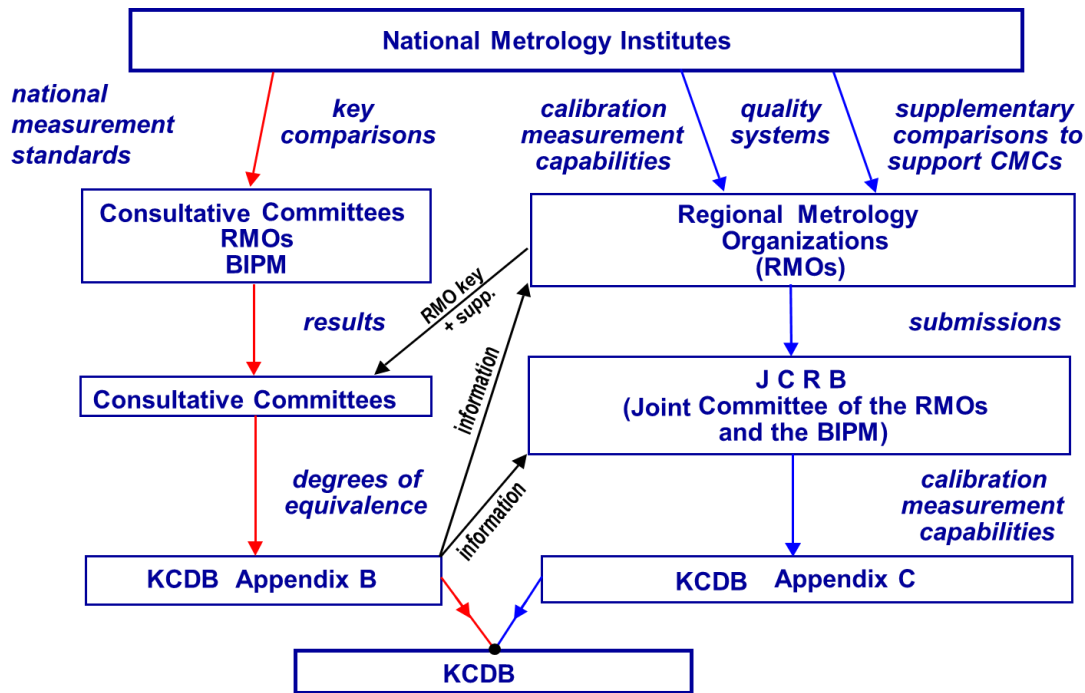 National Metrology Institutes
national
measurement
standards
key
comparisons
calibration
measurement
capabilities
quality
systems
supplementary
comparisons to
support CMCs
Consultative Committees
RMOs
BIPM
Regional Metrology
Organizations
(RMOs)
results
RMO key
+ supp.
submissions
information
Consultative Committees
J C R B
(Joint Committee of the RMOs
and the BIPM)
degrees of
equivalence
information
calibration
measurement
capabilities
KCDB Appendix B
KCDB Appendix C
KCDB